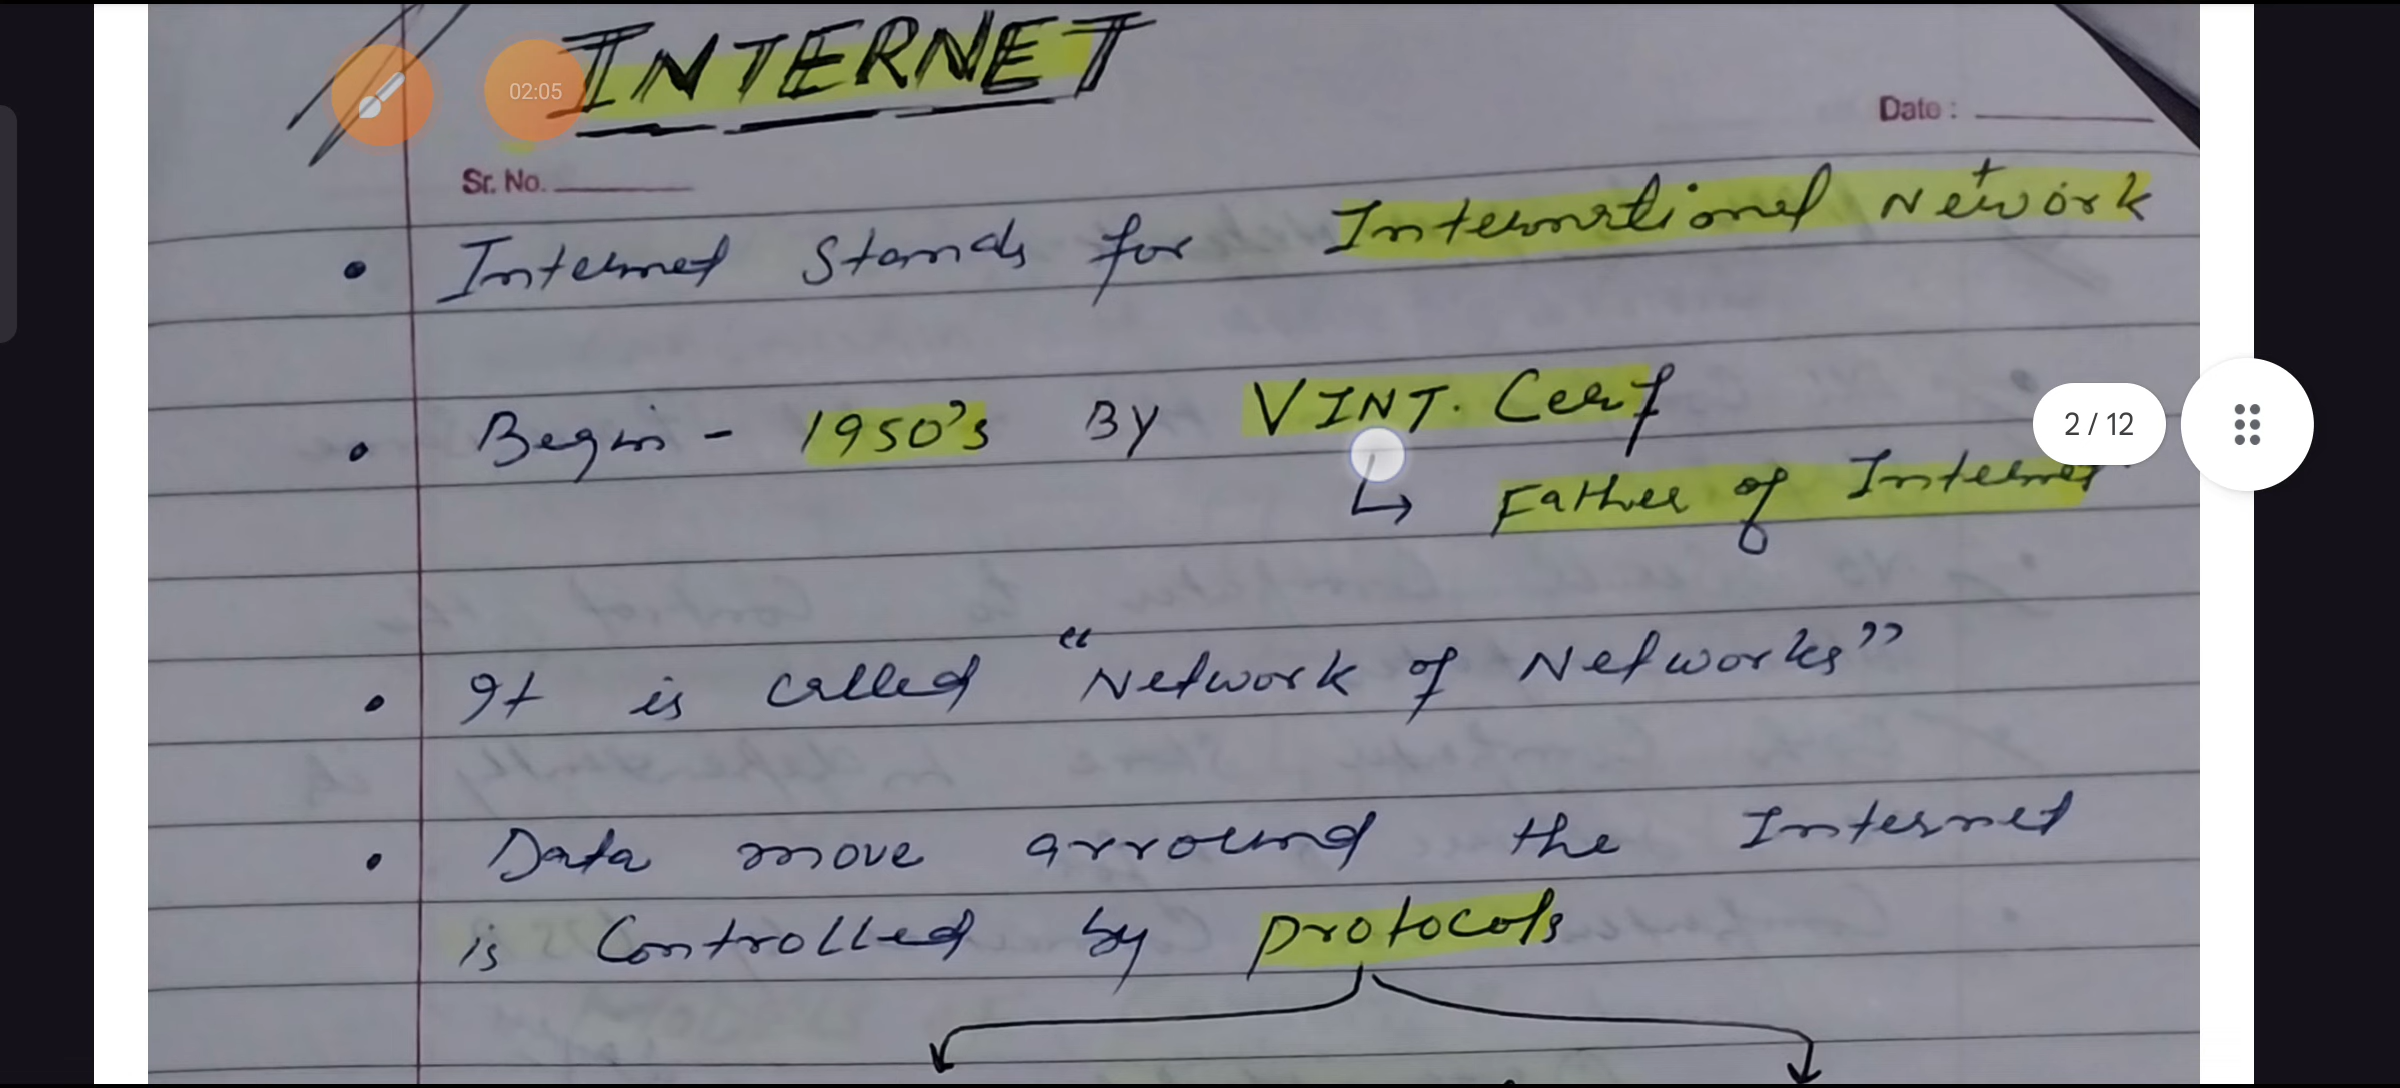 INTERNET
02:05
Date :
Sr. No.
• Internet Stands for International Network
• Begin - 1950's By VINT. Cerf
↳ Father of Internet
2 / 12
• It is called "Network of Networks"
• Data move arround the Internet
is Controlled by protocols